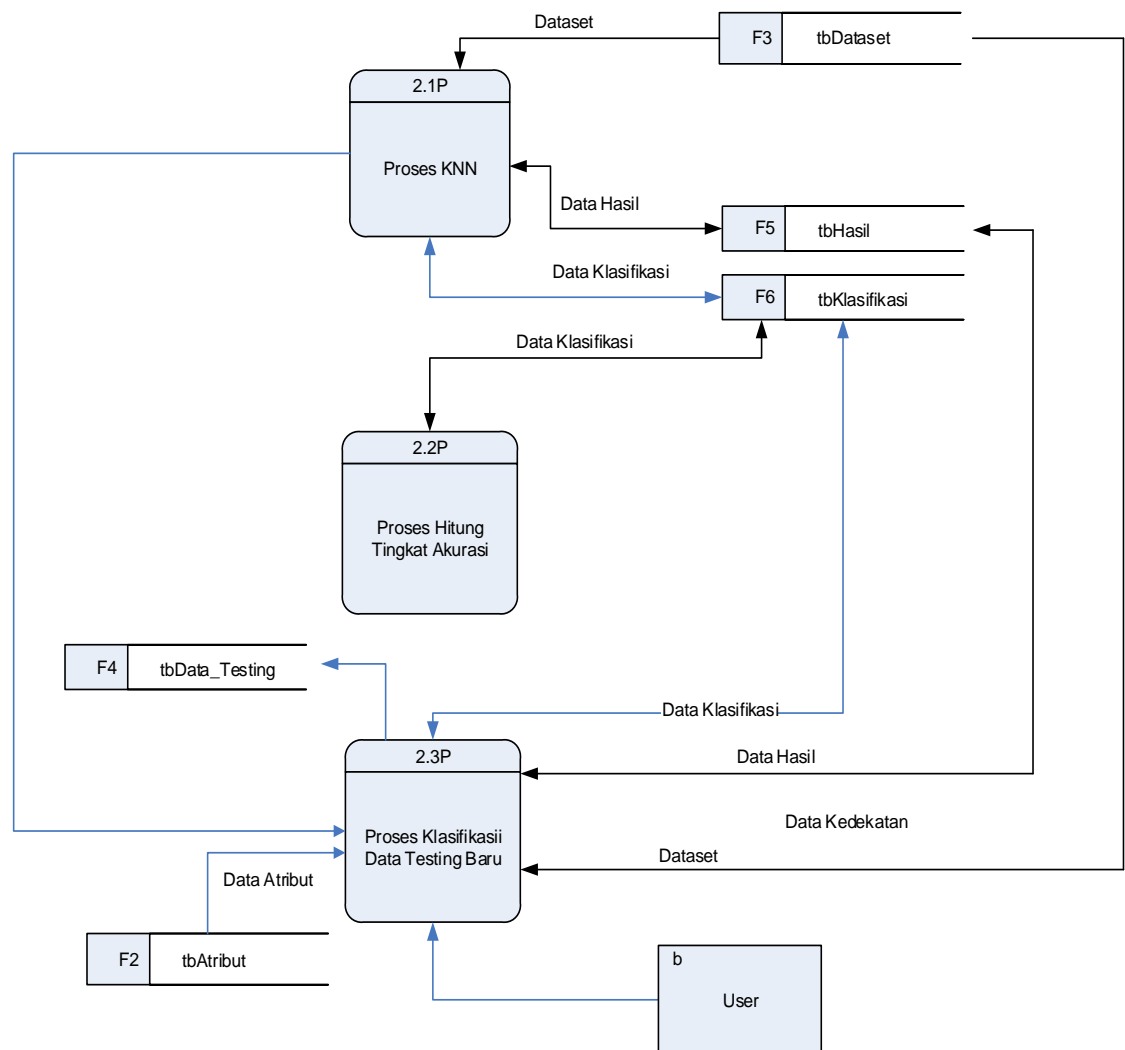 Dataset
F3
tbDataset
2.1P
Proses KNN
Data Hasil
F5
tbHasil
Data Klasifikasi
F6
tbKlasifikasi
Data Klasifikasi
2.2P
Proses Hitung
Tingkat Akurasi
F4
tbData_Testing
Data Klasifikasi
2.3P
Data Hasil
Proses Klasifikasii
Data Testing Baru
Data Kedekatan
Dataset
Data Atribut
F2
tbAtribut
b
User